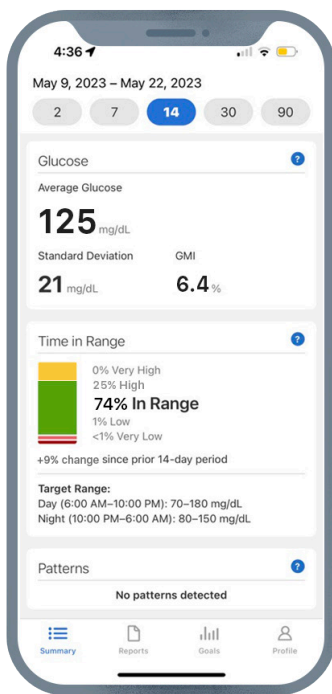 4:36
May 9, 2023 – May 22, 2023
2 7 14 30 90
Glucose ?
Average Glucose
125 mg/dL
Standard Deviation GMI
21 mg/dL 6.4 %
Time in Range ?
0% Very High
25% High
74% In Range
1% Low
<1% Very Low
+9% change since prior 14-day period
Target Range:
Day (6:00 AM–10:00 PM): 70–180 mg/dL
Night (10:00 PM–6:00 AM): 80–150 mg/dL
Patterns ?
No patterns detected
Summary Reports Goals Profile